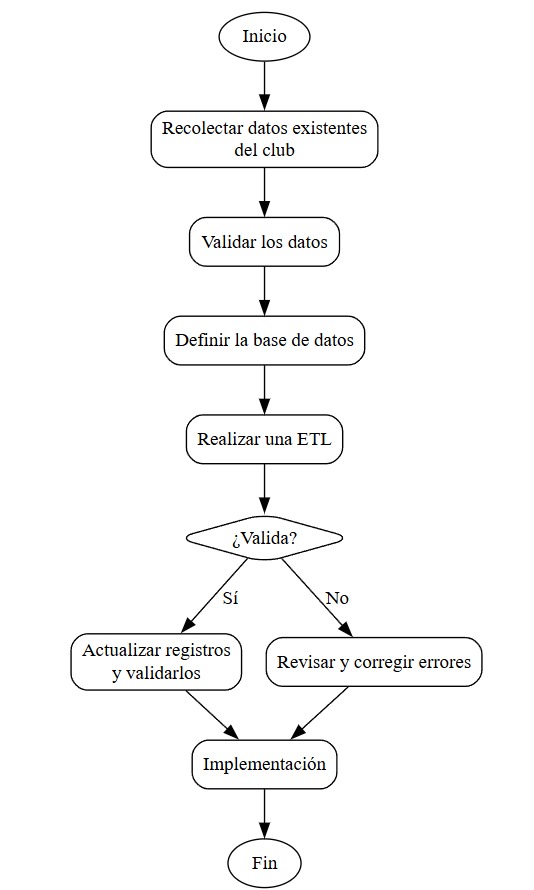 Inicio
Recolectar datos existentes
del club
Validar los datos
Definir la base de datos
Realizar una ETL
¿Valida?
Sí
No
Actualizar registros
y validarlos
Revisar y corregir errores
Implementación
Fin